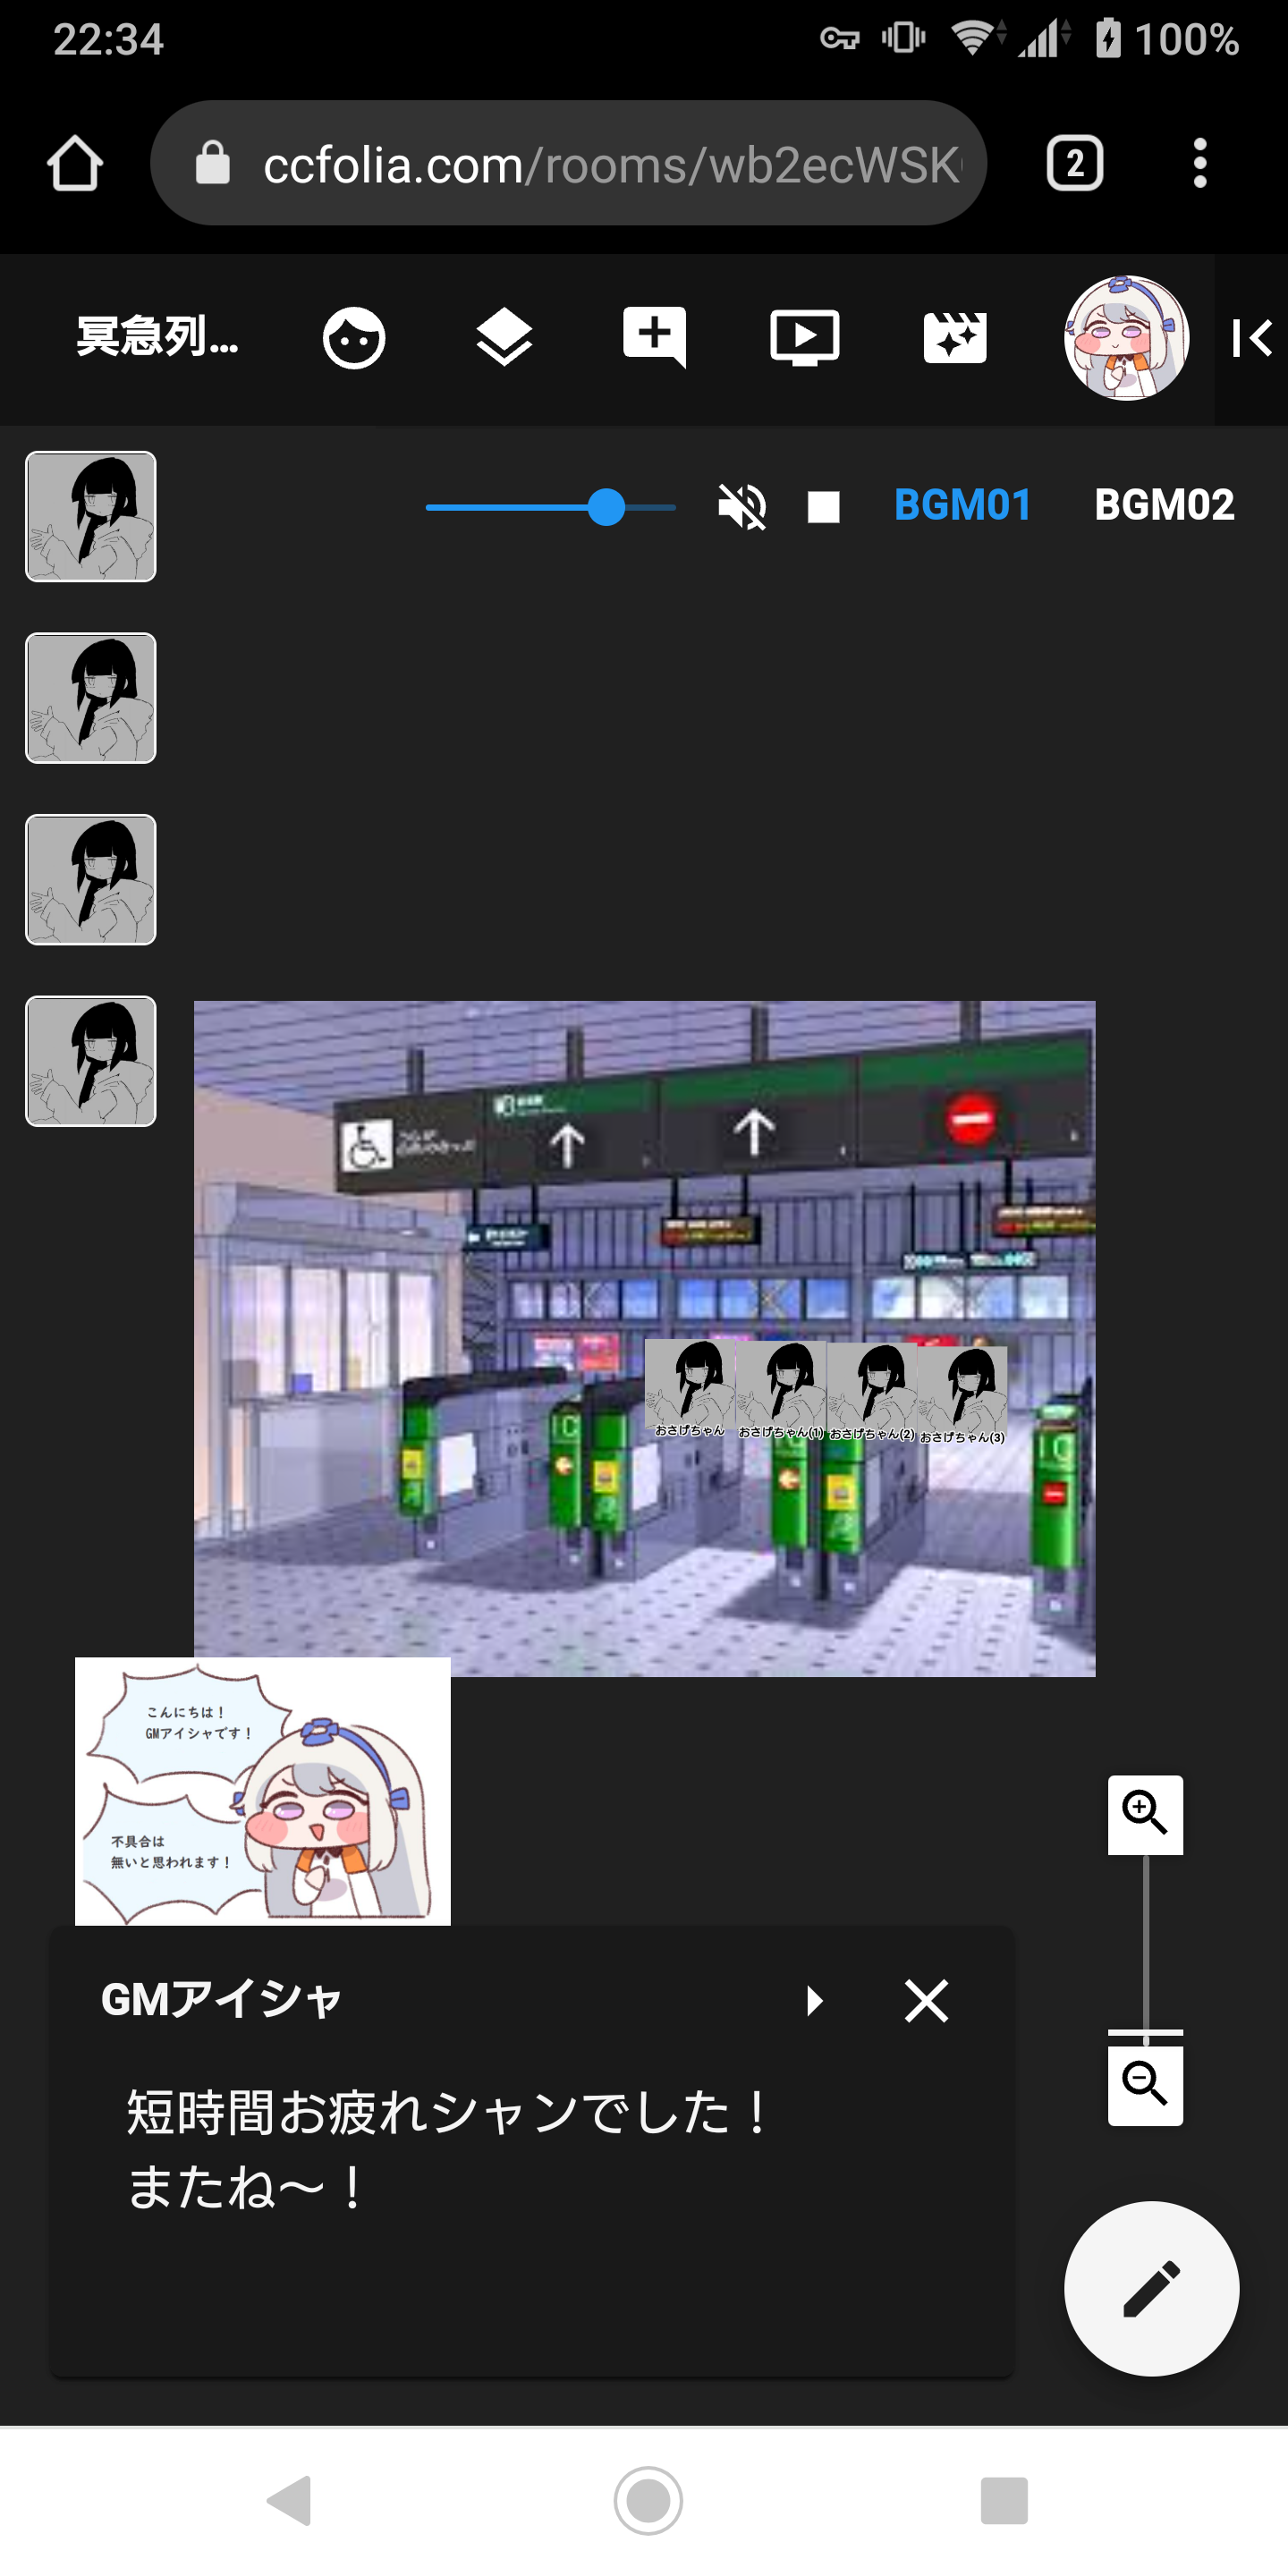 22:34
100%
ccfolia.com/rooms/wb2ecWSK
2
冥急列...
BGM01
BGM02
IC
おさげちゃん
おさげちゃん(1)
おさげちゃん(2)
おさげちゃん(3)
こんにちは！
GMアイシャです！
不具合は
無いと思われます！
GMアイシャ
短時間お疲れシャンでした！
またね〜！